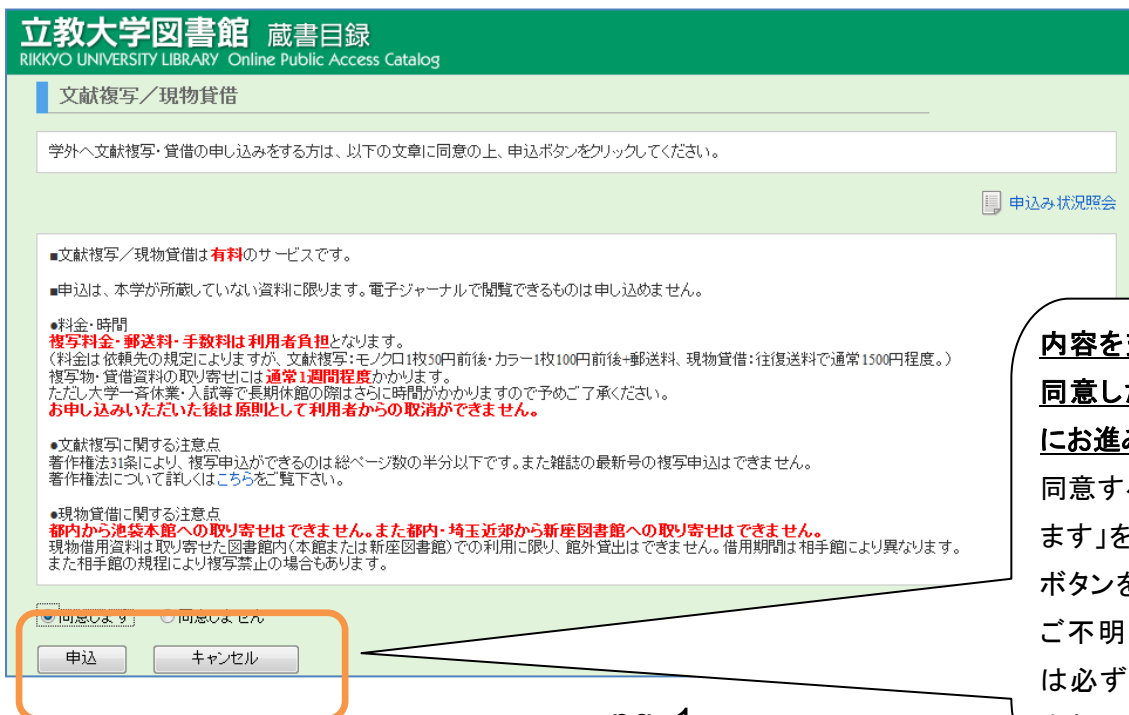 立教大学図書館 蔵書目録
RIKKYO UNIVERSITY LIBRARY Online Public Access Catalog
文献複写／現物貸借
学外へ文献複写・貸借の申し込みをする方は、以下の文章に同意の上、申込ボタンをクリックしてください。
申込み状況照会
■文献複写／現物貸借は有料のサービスです。
■申込は、本学が所蔵していない資料に限ります。電子ジャーナルで閲覧できるものは申し込めません。
●料金・時間
複写料金・郵送料・手数料は利用者負担となります。
（料金は依頼先の規定によりますが、文献複写：モノクロ1枚50円前後・カラー1枚100円前後+郵送料、現物貸借：往復送料で通常1500円程度。）
複写物・貸借資料の取り寄せには通常1週間程度かかります。
ただし大学一斉休業・入試等で長期休館の際はさらに時間がかかりますので予めご了承ください。
お申し込みいただいた後は原則として利用者からの取消ができません。
●文献複写に関する注意点
著作権法31条により、複写申込ができるのは総ページ数の半分以下です。また雑誌の最新号の複写申込はできません。
著作権法について詳しくはこちらをご覧下さい。
●現物貸借に関する注意点
都内から池袋本館への取り寄せはできません。また都内・埼玉近郊から新座図書館への取り寄せはできません。
現物借用資料は取り寄せた図書館内（本館または新座図書館）での利用に限り、館外貸出はできません。借用期間は相手館により異なります。
また相手館の規程により複写禁止の場合もあります。
同意します 同意しません
申込 キャンセル
内容を
同意し
にお進
同意す
ます」を
ボタンを
ご不明
は必ず